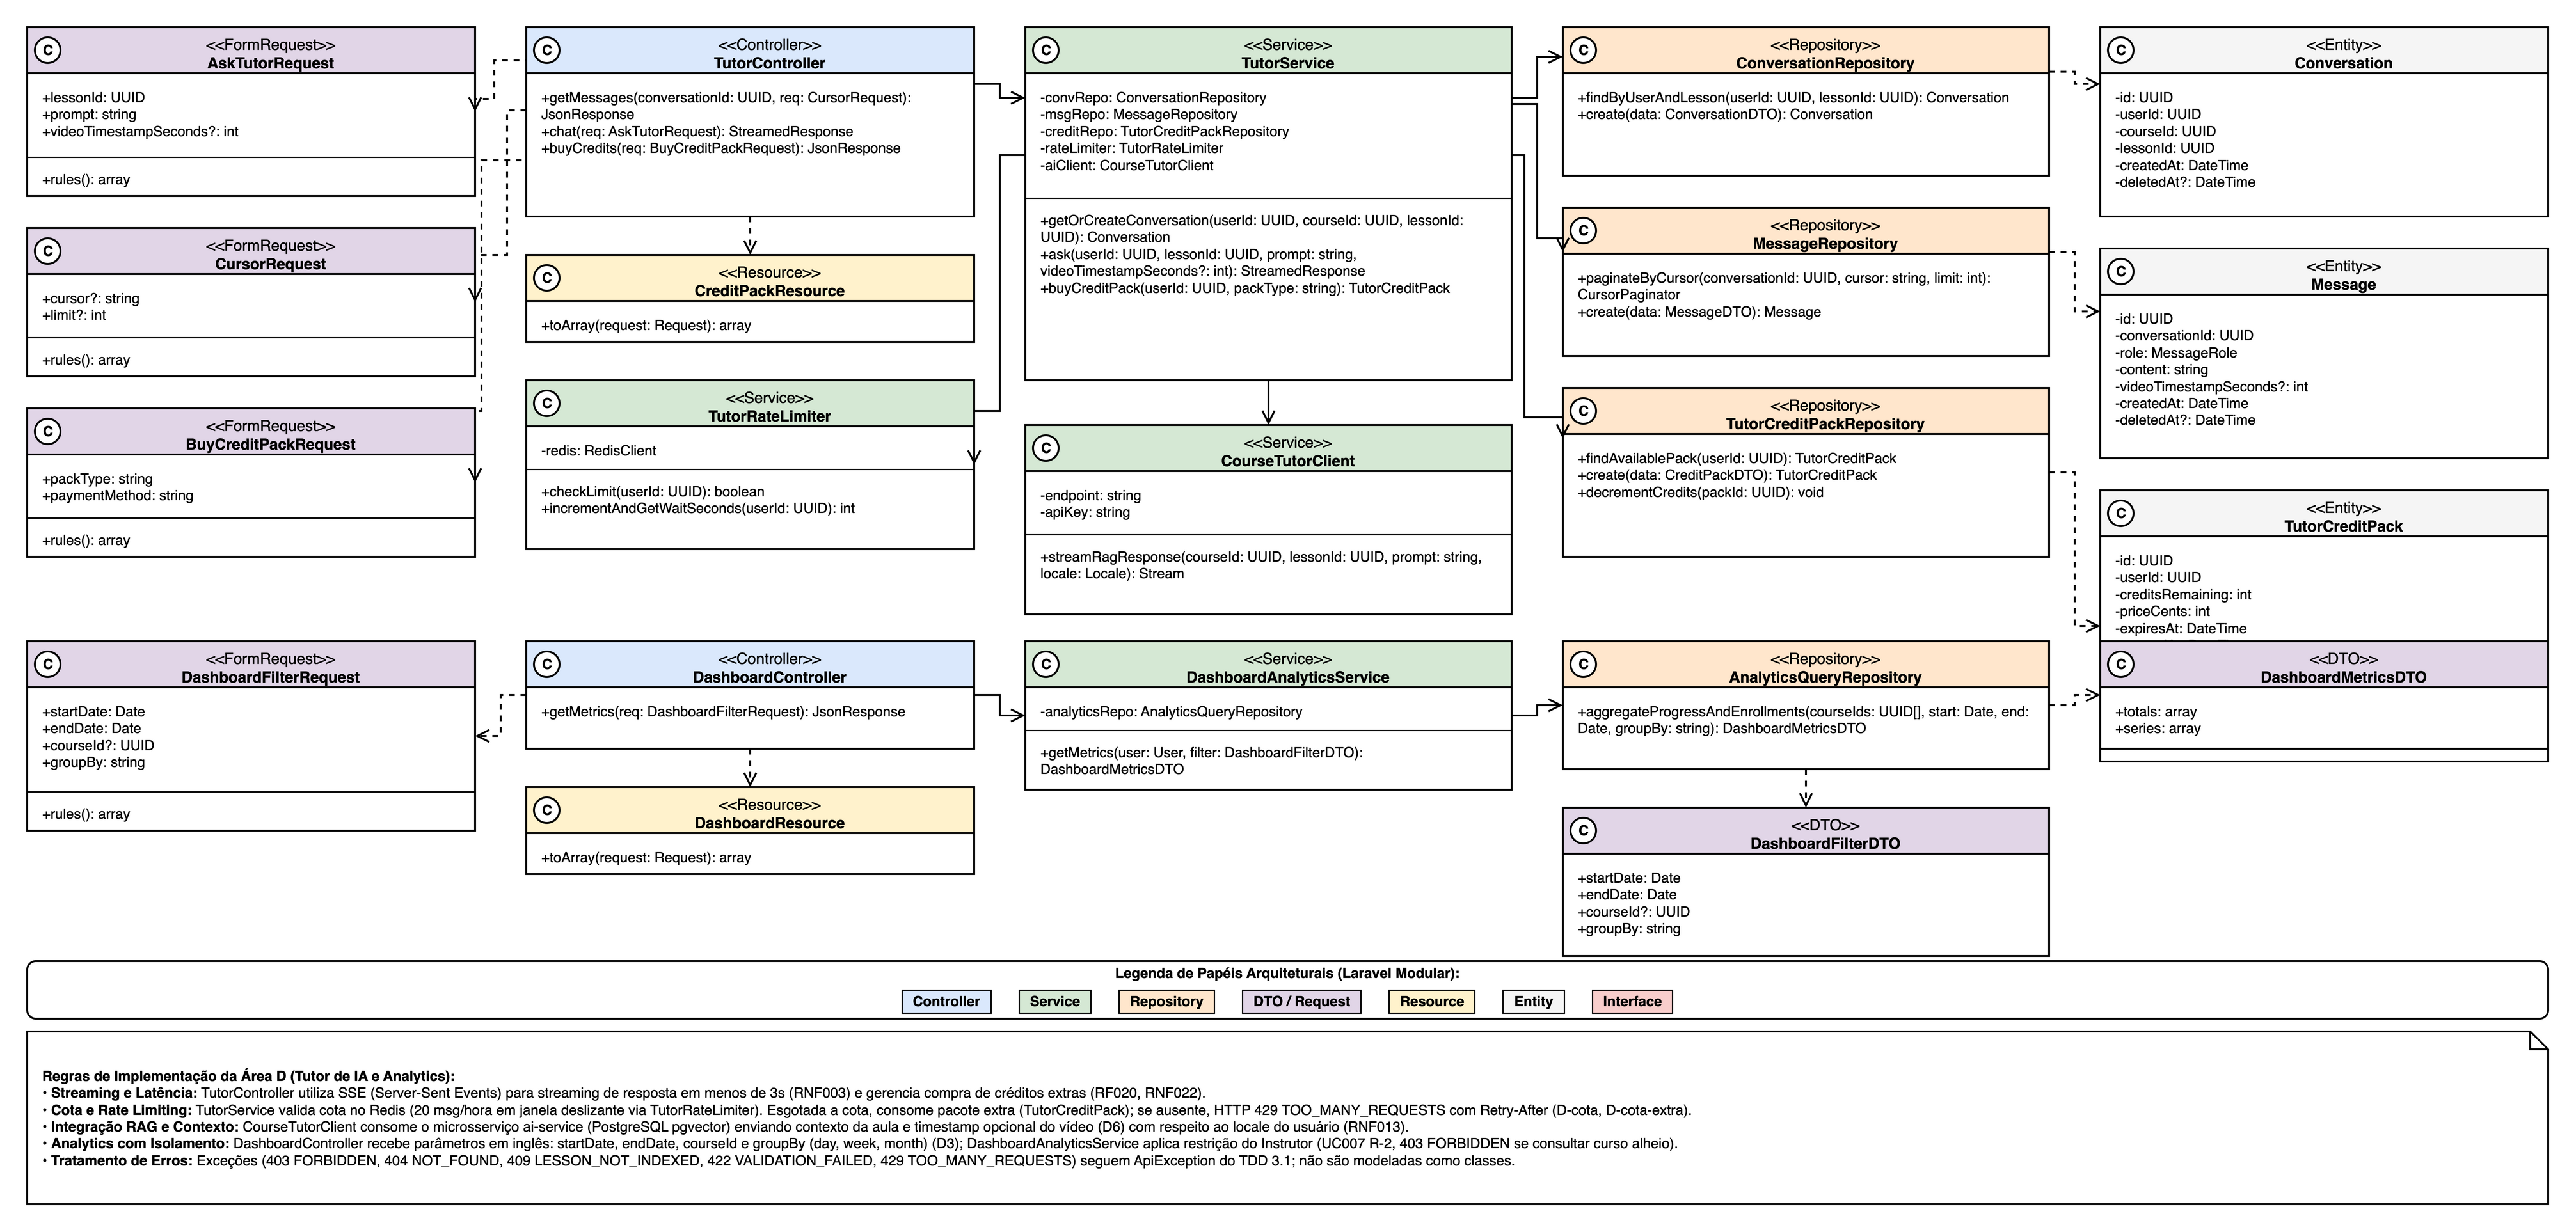 C
<<FormRequest>>
AskTutorRequest
+lessonId: UUID
+prompt: string
+videoTimestampSeconds?: int
+rules(): array
C
<<FormRequest>>
CursorRequest
+cursor?: string
+limit?: int
+rules(): array
C
<<FormRequest>>
BuyCreditPackRequest
+packType: string
+paymentMethod: string
+rules(): array
C
<<Controller>>
TutorController
+getMessages(conversationId: UUID, req: CursorRequest):
JsonResponse
+chat(req: AskTutorRequest): StreamedResponse
+buyCredits(req: BuyCreditPackRequest): JsonResponse
C
<<Resource>>
CreditPackResource
+toArray(request: Request): array
C
<<Service>>
TutorRateLimiter
-redis: RedisClient
+checkLimit(userId: UUID): boolean
+incrementAndGetWaitSeconds(userId: UUID): int
C
<<Service>>
TutorService
-convRepo: ConversationRepository
-msgRepo: MessageRepository
-creditRepo: TutorCreditPackRepository
-rateLimiter: TutorRateLimiter
-aiClient: CourseTutorClient
+getOrCreateConversation(userId: UUID, courseId: UUID, lessonId:
UUID): Conversation
+ask(userId: UUID, lessonId: UUID, prompt: string,
videoTimestampSeconds?: int): StreamedResponse
+buyCreditPack(userId: UUID, packType: string): TutorCreditPack
C
<<Service>>
CourseTutorClient
-endpoint: string
-apiKey: string
+streamRagResponse(courseId: UUID, lessonId: UUID, prompt: string,
locale: Locale): Stream
C
<<Repository>>
ConversationRepository
+findByUserAndLesson(userId: UUID, lessonId: UUID): Conversation
+create(data: ConversationDTO): Conversation
C
<<Repository>>
MessageRepository
+paginateByCursor(conversationId: UUID, cursor: string, limit: int):
CursorPaginator
+create(data: MessageDTO): Message
C
<<Repository>>
TutorCreditPackRepository
+findAvailablePack(userId: UUID): TutorCreditPack
+create(data: CreditPackDTO): TutorCreditPack
+decrementCredits(packId: UUID): void
C
<<Entity>>
Conversation
-id: UUID
-userId: UUID
-courseId: UUID
-lessonId: UUID
-createdAt: DateTime
-deletedAt?: DateTime
C
<<Entity>>
Message
-id: UUID
-conversationId: UUID
-role: MessageRole
-content: string
-videoTimestampSeconds?: int
-createdAt: DateTime
-deletedAt?: DateTime
C
<<Entity>>
TutorCreditPack
-id: UUID
-userId: UUID
-creditsRemaining: int
-priceCents: int
-expiresAt: DateTime
C
<<FormRequest>>
DashboardFilterRequest
+startDate: Date
+endDate: Date
+courseId?: UUID
+groupBy: string
+rules(): array
C
<<Controller>>
DashboardController
+getMetrics(req: DashboardFilterRequest): JsonResponse
C
<<Resource>>
DashboardResource
+toArray(request: Request): array
C
<<Service>>
DashboardAnalyticsService
-analyticsRepo: AnalyticsQueryRepository
+getMetrics(user: User, filter: DashboardFilterDTO):
DashboardMetricsDTO
C
<<Repository>>
AnalyticsQueryRepository
+aggregateProgressAndEnrollments(courseIds: UUID[], start: Date, end:
Date, groupBy: string): DashboardMetricsDTO
C
<<DTO>>
DashboardFilterDTO
+startDate: Date
+endDate: Date
+courseId?: UUID
+groupBy: string
C
<<DTO>>
DashboardMetricsDTO
+totals: array
+series: array
Legenda de Papéis Arquiteturais (Laravel Modular):
Controller
Service
Repository
DTO / Request
Resource
Entity
Interface
Regras de Implementação da Área D (Tutor de IA e Analytics):
• Streaming e Latência: TutorController utiliza SSE (Server-Sent Events) para streaming de resposta em menos de 3s (RNF003) e gerencia compra de créditos extras (RF020, RNF022).
• Cota e Rate Limiting: TutorService valida cota no Redis (20 msg/hora em janela deslizante via TutorRateLimiter). Esgotada a cota, consome pacote extra (TutorCreditPack); se ausente, HTTP 429 TOO_MANY_REQUESTS com Retry-After (D-cota, D-cota-extra).
• Integração RAG e Contexto: CourseTutorClient consome o microsserviço ai-service (PostgreSQL pgvector) enviando contexto da aula e timestamp opcional do vídeo (D6) com respeito ao locale do usuário (RNF013).
• Analytics com Isolamento: DashboardController recebe parâmetros em inglês: startDate, endDate, courseId e groupBy (day, week, month) (D3); DashboardAnalyticsService aplica restrição do Instrutor (UC007 R-2, 403 FORBIDDEN se consultar curso alheio).
• Tratamento de Erros: Exceções (403 FORBIDDEN, 404 NOT_FOUND, 409 LESSON_NOT_INDEXED, 422 VALIDATION_FAILED, 429 TOO_MANY_REQUESTS) seguem ApiException do TDD 3.1; não são modeladas como classes.